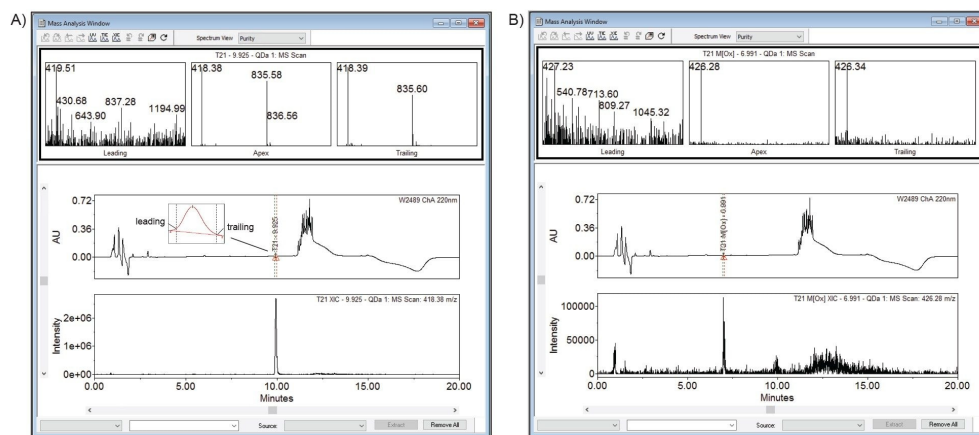 A)
Mass Analysis Window
Spectrum View Purity
T21 - 9.925 - QDa 1: MS Scan
419.51
430.68
643.90
837.28
1194.99
Leading
418.38
835.58
836.56
Apex
418.39
835.60
Trailing
W2489 ChA 220nm
AU
0.72
0.36
0.00
leading
trailing
T21 - 9.925
T21 XIC - 9.925 - QDa 1: MS Scan: 418.38 m/z
Intensity
2e+06
1e+06
0e+00
0.00 5.00 10.00 15.00 20.00
Minutes
Source: Extract Remove All
B)
Mass Analysis Window
Spectrum View Purity
T21 M[Ox] - 6.991 - QDa 1: MS Scan
427.23
540.78
713.60
809.27
1045.32
Leading
426.28
Apex
426.34
Trailing
W2489 ChA 220nm
AU
0.72
0.36
0.00
T21-M[Ox] - 6.991
T21 M[Ox] XIC - 6.991 - QDa 1: MS Scan: 426.28 m/z
Intensity
100000
50000
0
0.00 5.00 10.00 15.00 20.00
Minutes
Source: Extract Remove All